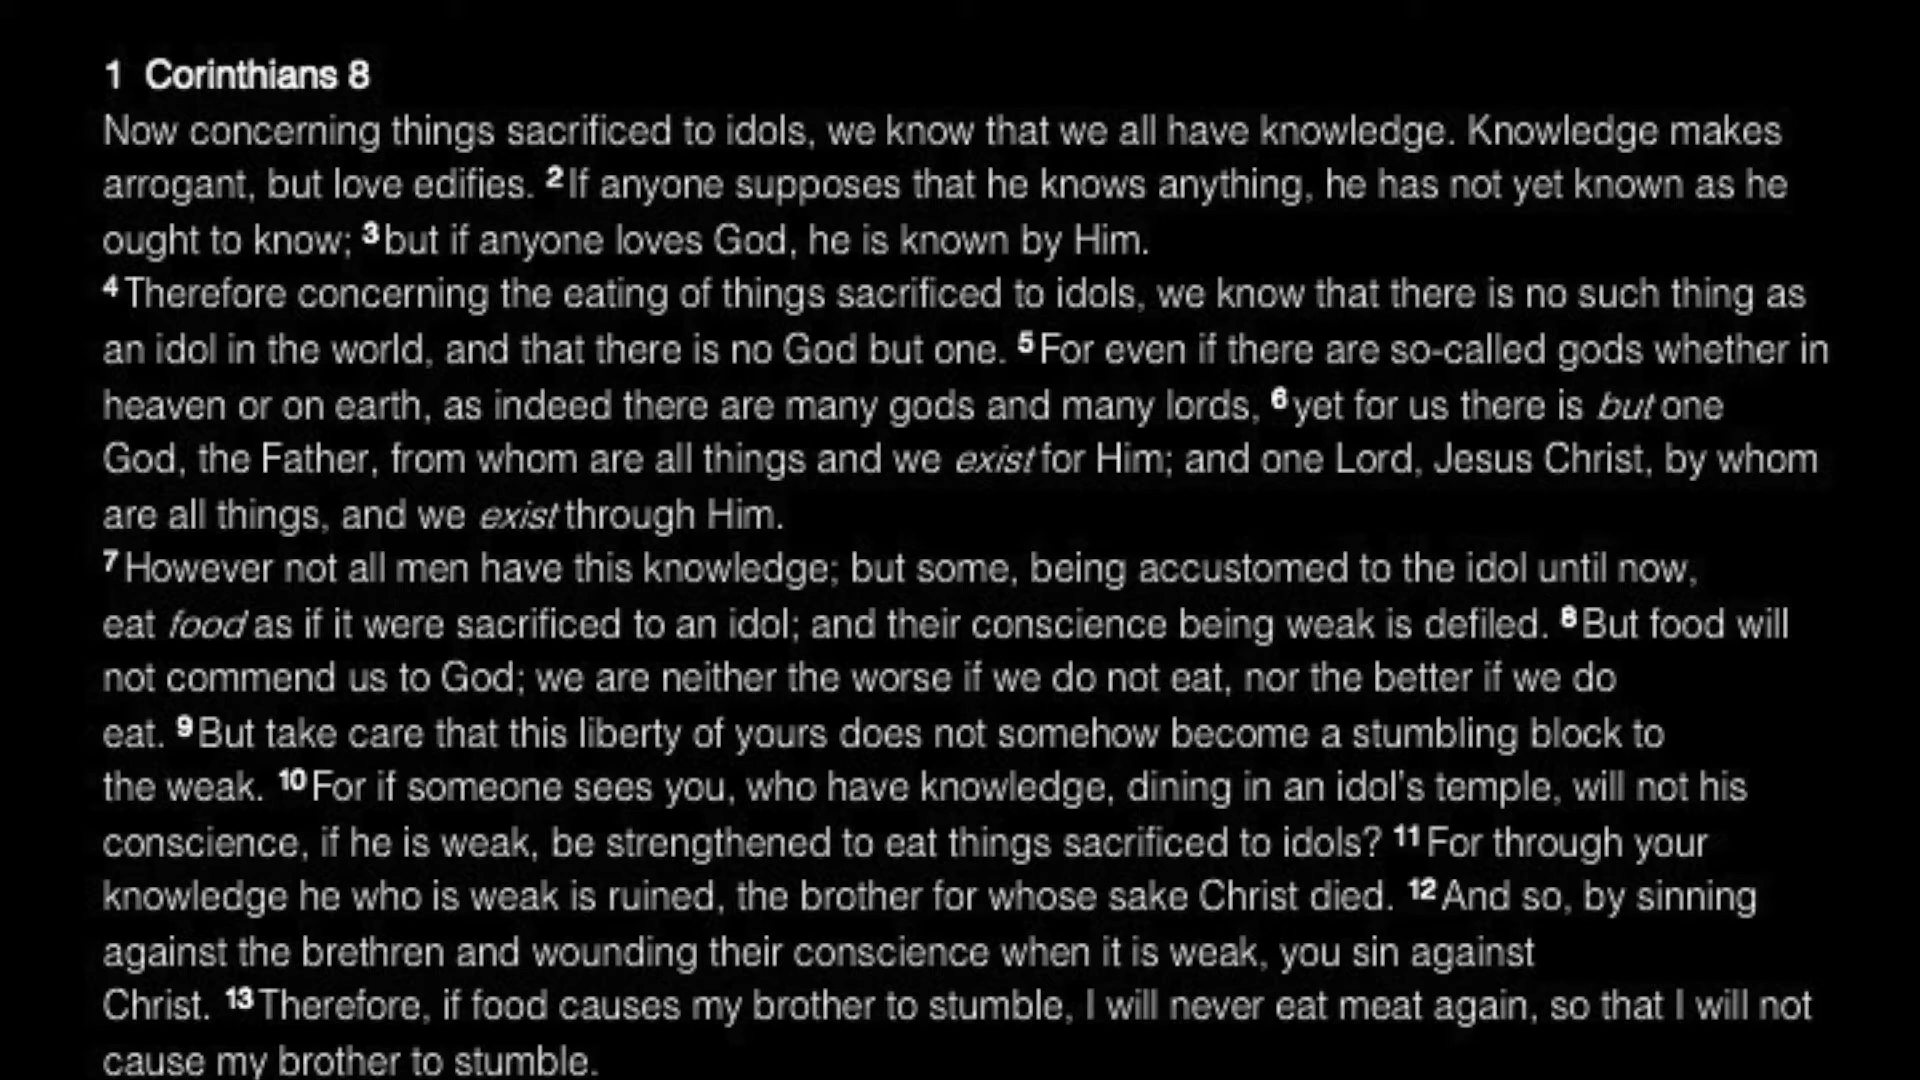 1 Corinthians 8
Now concerning things sacrificed to idols, we know that we all have knowledge. Knowledge makes
arrogant, but love edifies. 2 If anyone supposes that he knows anything, he has not yet known as he
ought to know; 3 but if anyone loves God, he is known by Him.
4 Therefore concerning the eating of things sacrificed to idols, we know that there is no such thing as
an idol in the world, and that there is no God but one. 5 For even if there are so-called gods whether in
heaven or on earth, as indeed there are many gods and many lords, 6 yet for us there is but one
God, the Father, from whom are all things and we exist for Him; and one Lord, Jesus Christ, by whom
are all things, and we exist through Him.
7 However not all men have this knowledge; but some, being accustomed to the idol until now,
eat food as if it were sacrificed to an idol; and their conscience being weak is defiled. 8 But food will
not commend us to God; we are neither the worse if we do not eat, nor the better if we do
eat. 9 But take care that this liberty of yours does not somehow become a stumbling block to
the weak. 10 For if someone sees you, who have knowledge, dining in an idol's temple, will not his
conscience, if he is weak, be strengthened to eat things sacrificed to idols? 11 For through your
knowledge he who is weak is ruined, the brother for whose sake Christ died. 12 And so, by sinning
against the brethren and wounding their conscience when it is weak, you sin against
Christ. 13 Therefore, if food causes my brother to stumble, I will never eat meat again, so that I will not
cause my brother to stumble.